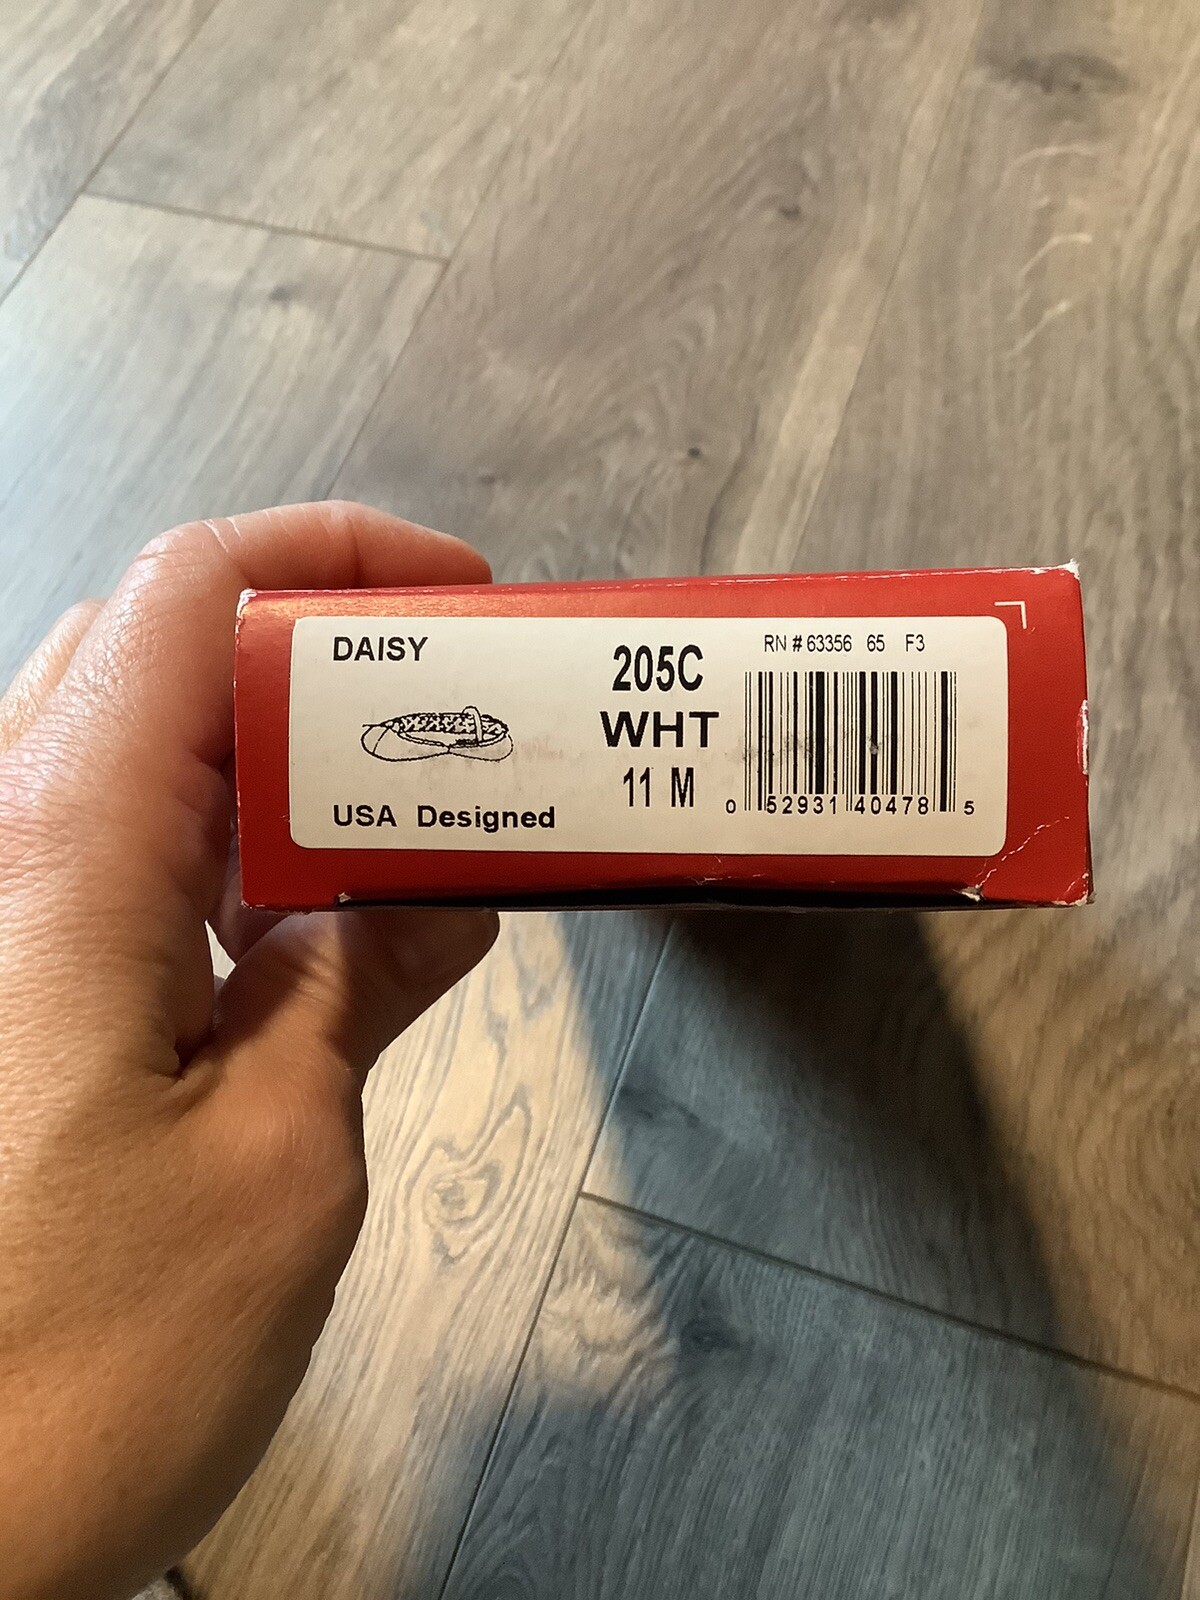 DAISY
205C
WHT
11 M
RN # 63356 65 F3
0 52931 40478 5
USA Designed